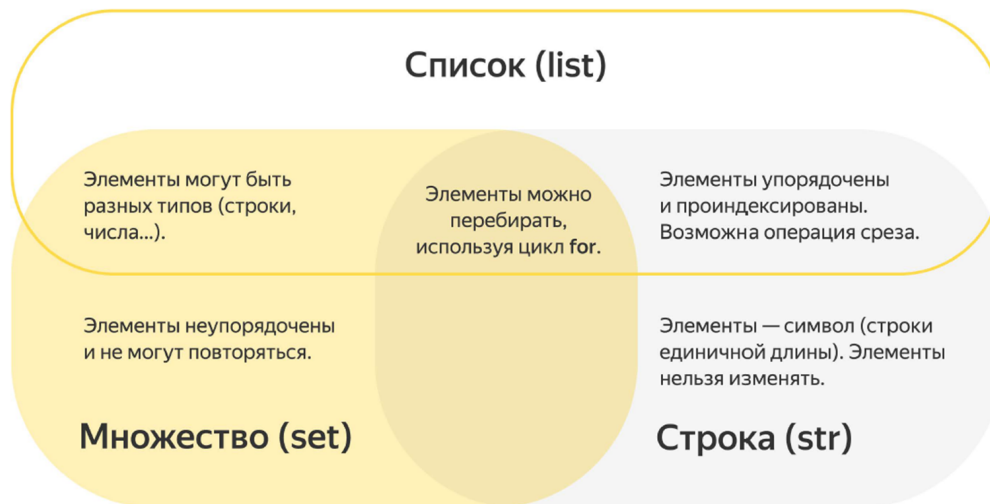 Список (list)
Элементы могут быть
разных типов (строки,
числа...).
Элементы можно
перебирать,
используя цикл for.
Элементы упорядочены
и проиндексированы.
Возможна операция среза.
Элементы неупорядочены
и не могут повторяться.
Элементы — символ (строки
единичной длины). Элементы
нельзя изменять.
Множество (set)
Строка (str)